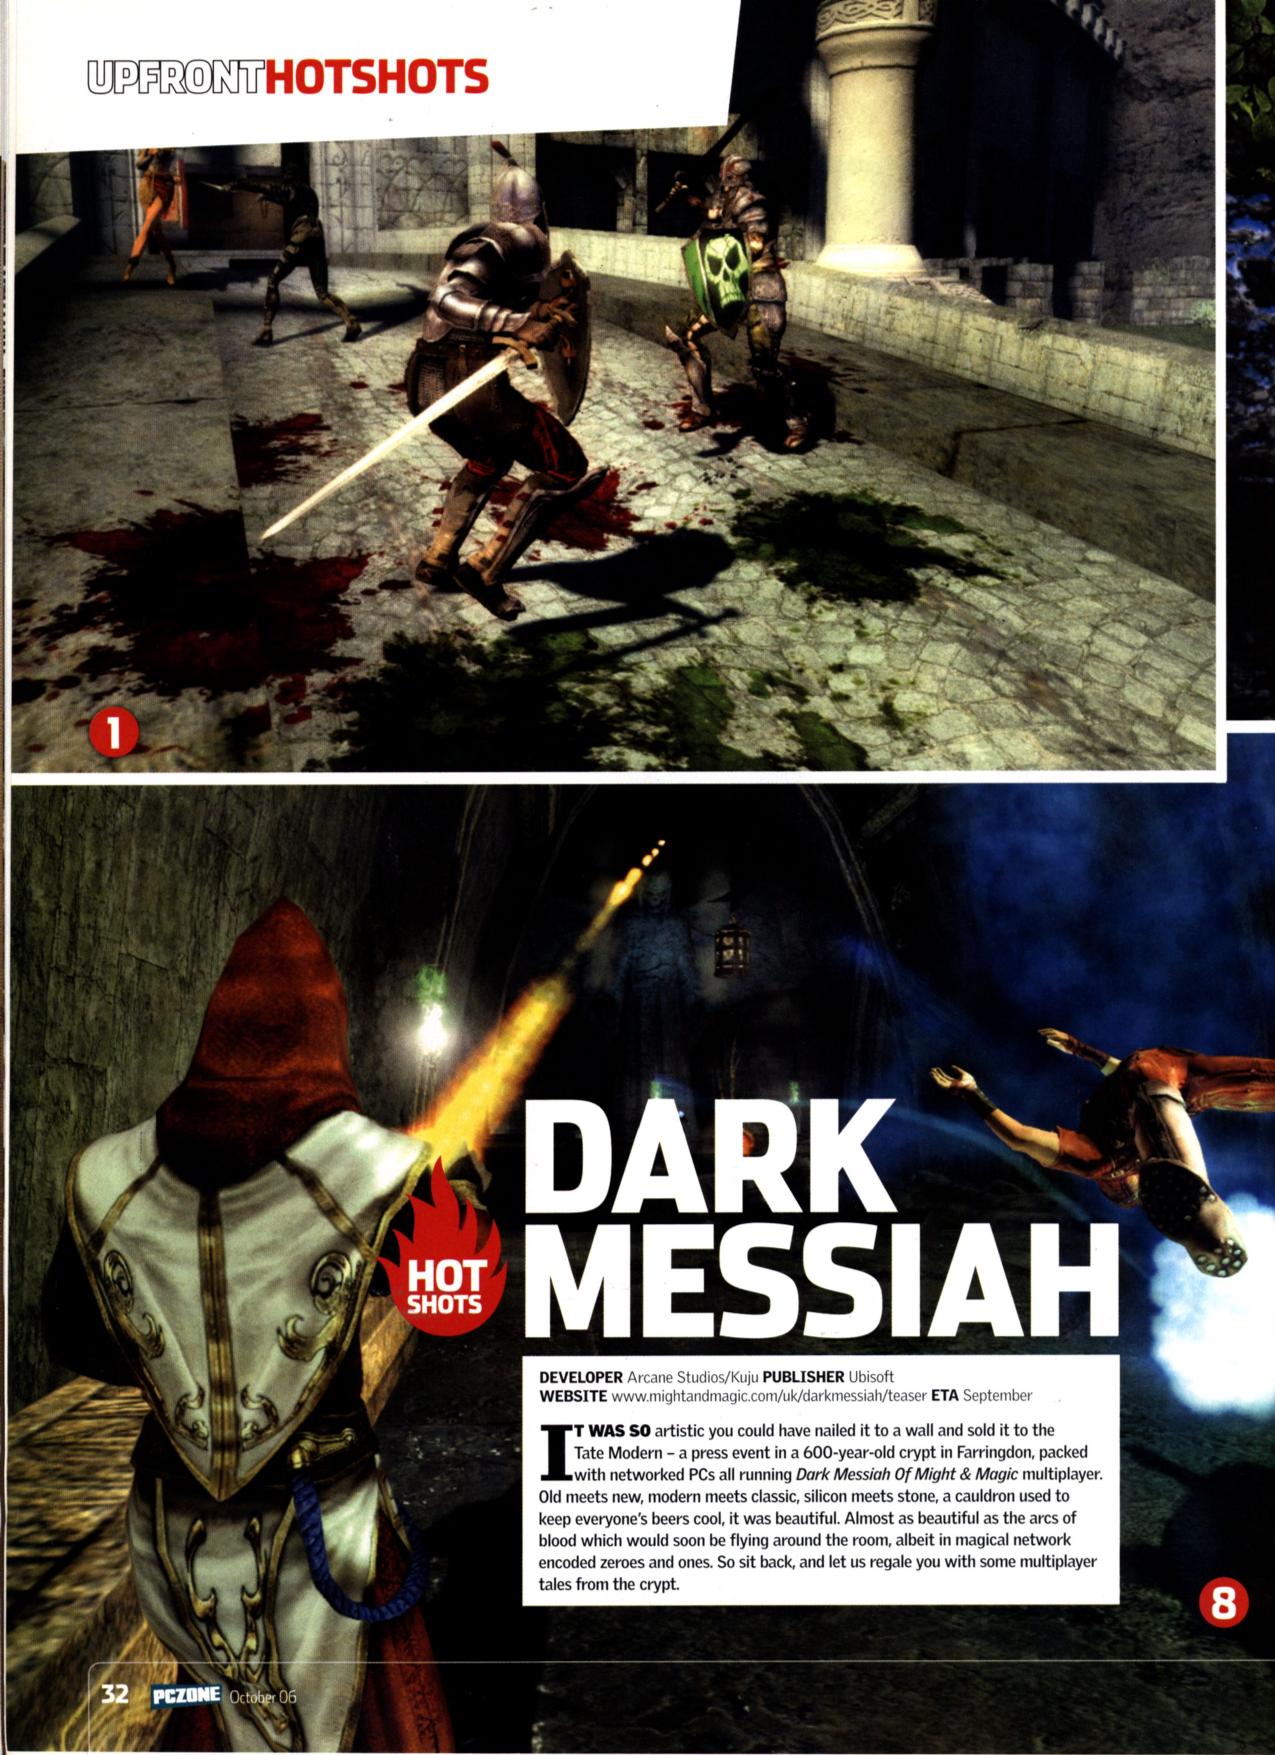 UPFRONTHOTSHOTS
1
HOT
SHOTS
DARK
MESSIAH
DEVELOPER Arcane Studios/Kuju PUBLISHER Ubisoft
WEBSITE www.mightandmagic.com/uk/darkmessiah/teaser ETA September
IT WAS SO artistic you could have nailed it to a wall and sold it to the
Tate Modern – a press event in a 600-year-old crypt in Farringdon, packed
with networked PCs all running Dark Messiah Of Might & Magic multiplayer.
Old meets new, modern meets classic, silicon meets stone, a cauldron used to
keep everyone's beers cool, it was beautiful. Almost as beautiful as the arcs of
blood which would soon be flying around the room, albeit in magical network
encoded zeroes and ones. So sit back, and let us regale you with some multiplayer
tales from the crypt.
8
32 PCZONE October 06